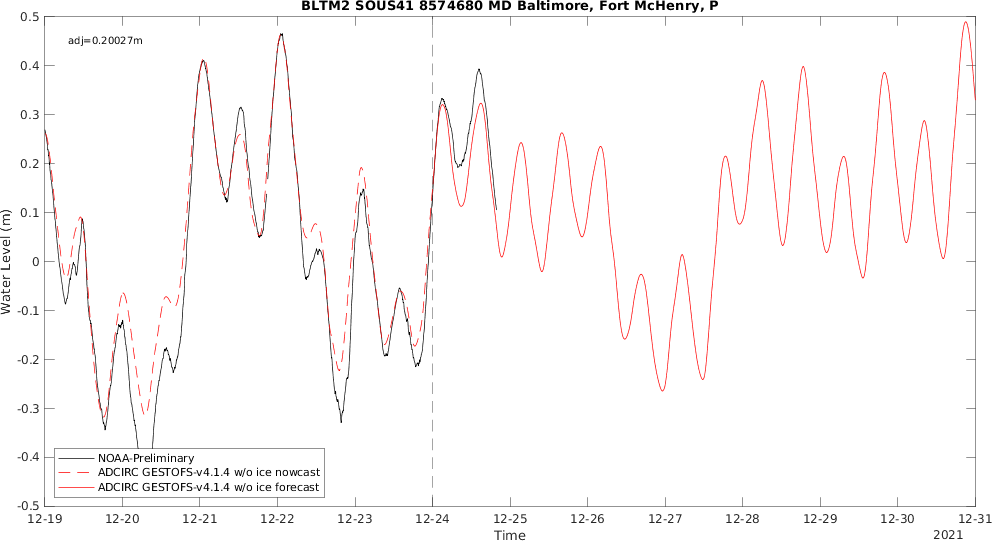 BLTM2 SOUS41 8574680 MD Baltimore, Fort McHenry, P
adj=0.20027m
0.5
0.4
0.3
0.2
0.1
0
-0.1
-0.2
-0.3
-0.4
-0.5
Water Level (m)
NOAA-Preliminary
ADCIRC GESTOFS-v4.1.4 w/o ice nowcast
ADCIRC GESTOFS-v4.1.4 w/o ice forecast
12-19 12-20 12-21 12-22 12-23 12-24 12-25 12-26 12-27 12-28 12-29 12-30 12-31
Time
2021